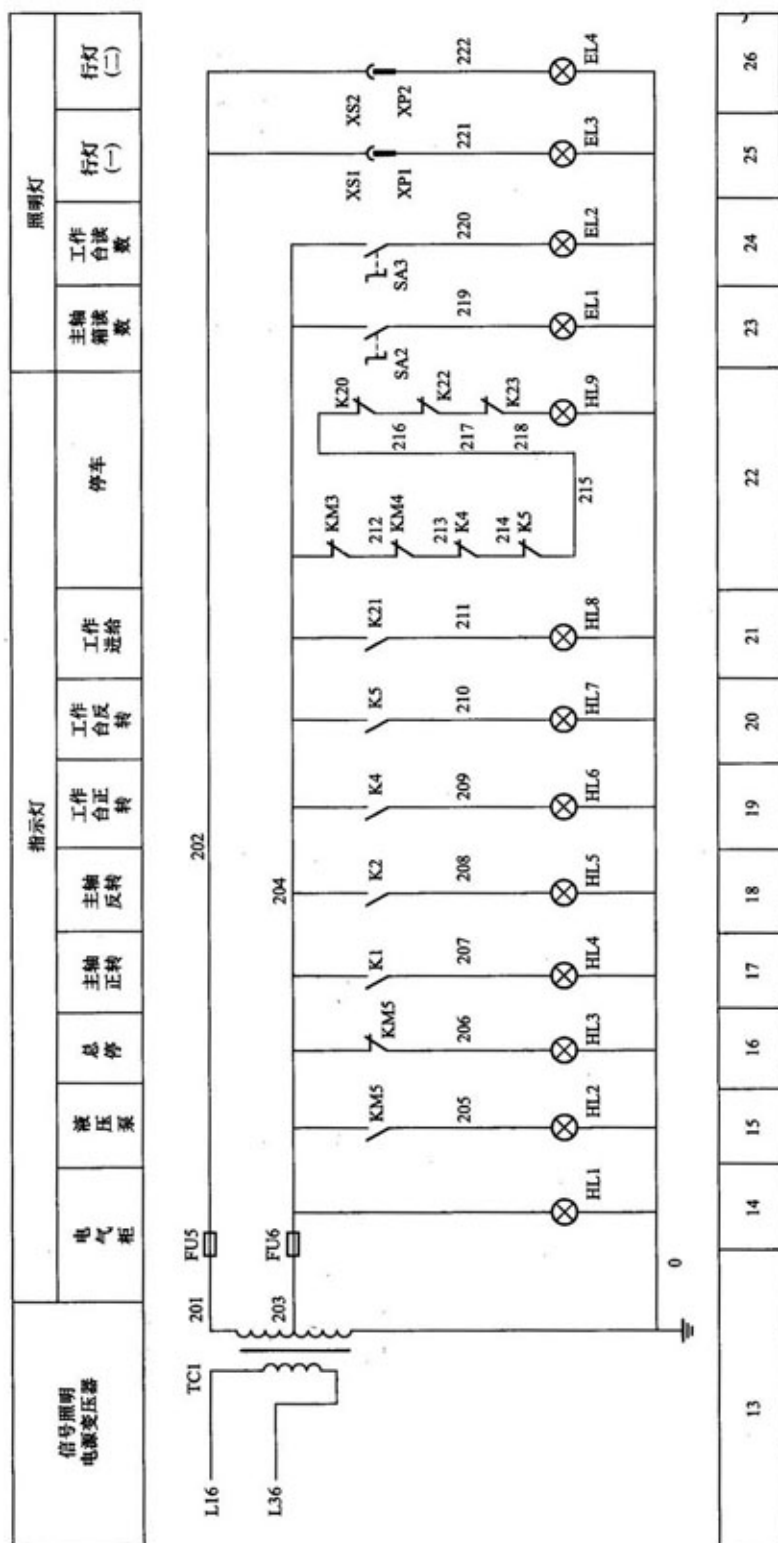 信号照明
电源变压器
指示灯
照明灯
电气柜
液压泵
总停
主轴
正转
主轴
反转
工作
台正
转
工作
台反
转
工作
进给
停车
主轴
箱读
数
工作
台读
数
行灯
(一)
行灯
(二)
L16
L36
TC1
201
203
FU5
FU6
202
204
0
HL1
KM5
205
HL2
KM5
206
HL3
K1
207
HL4
K2
208
HL5
K4
209
HL6
K5
210
HL7
K21
211
HL8
KM3
212
KM4
213
K4
214
K5
215
K20
216
K22
217
K23
218
HL9
SA2
219
EL1
SA3
220
EL2
XS1
XP1
221
EL3
XS2
XP2
222
EL4
13
14
15
16
17
18
19
20
21
22
23
24
25
26